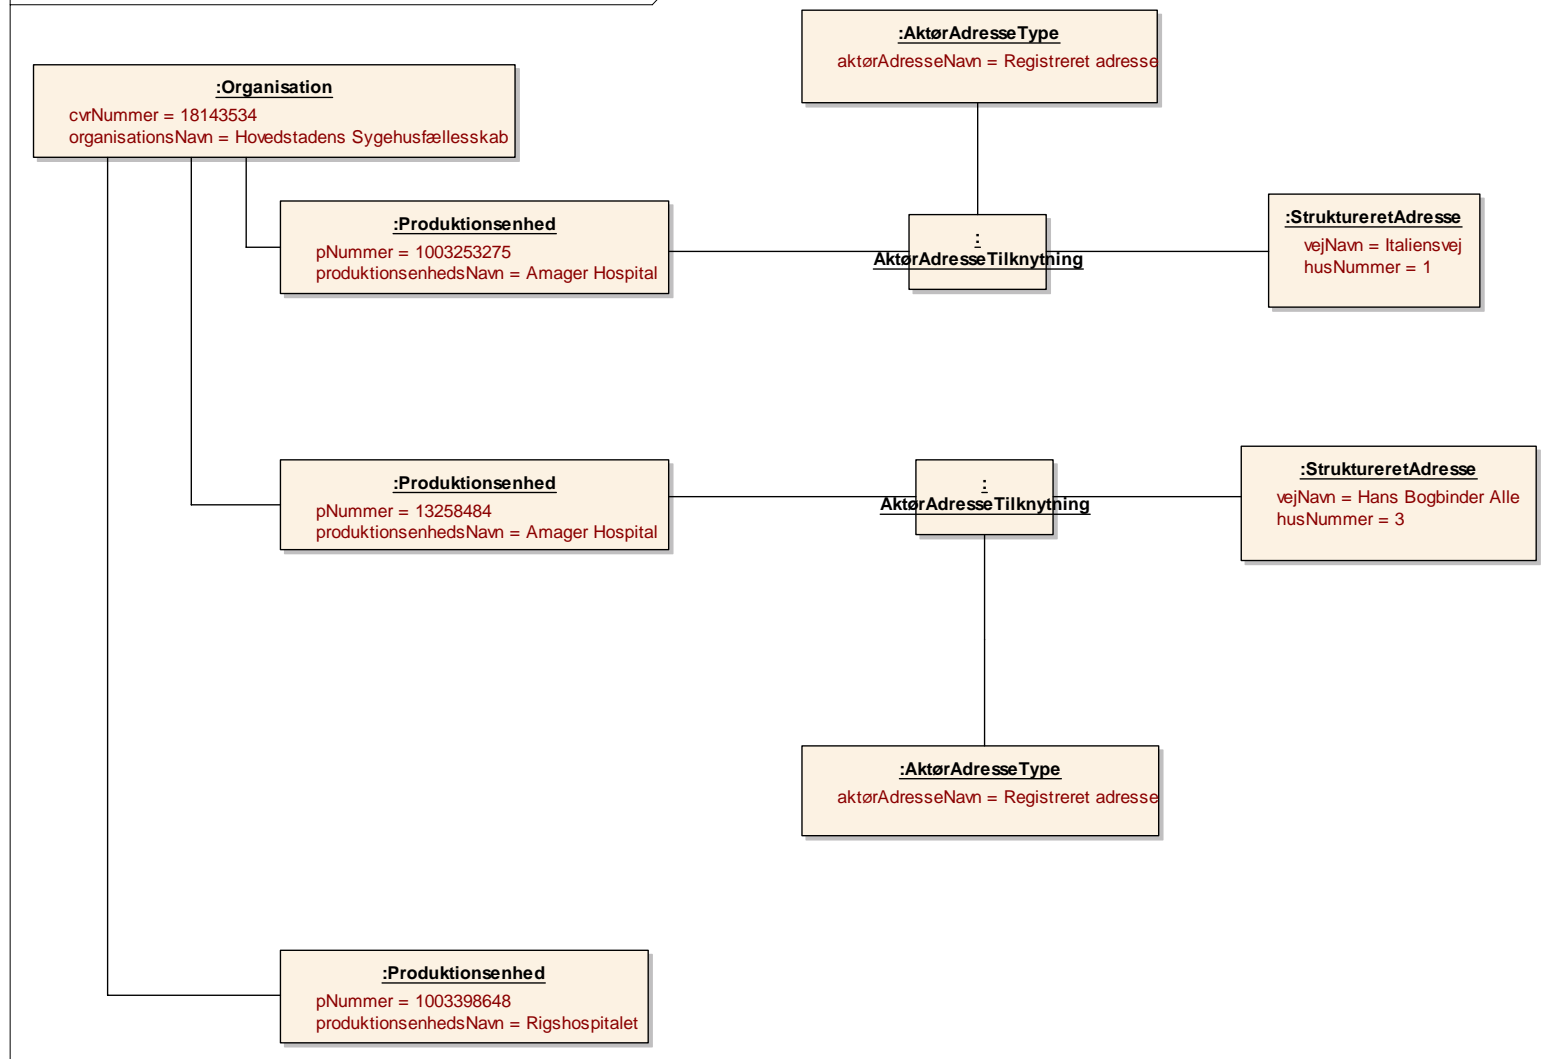 :AktørAdresseType
aktørAdresseNavn = Registreret adresse
:Organisation
cvrNummer = 18143534
organisationsNavn = Hovedstadens Sygehusfællesskab
:Produktionsenhed
pNummer = 1003253275
produktionsenhedsNavn = Amager Hospital
:
AktørAdresseTilknytning
:StruktureretAdresse
vejNavn = Italiensvej
husNummer = 1
:Produktionsenhed
pNummer = 13258484
produktionsenhedsNavn = Amager Hospital
:
AktørAdresseTilknytning
:StruktureretAdresse
vejNavn = Hans Bogbinder Alle
husNummer = 3
:AktørAdresseType
aktørAdresseNavn = Registreret adresse
:Produktionsenhed
pNummer = 1003398648
produktionsenhedsNavn = Rigshospitalet